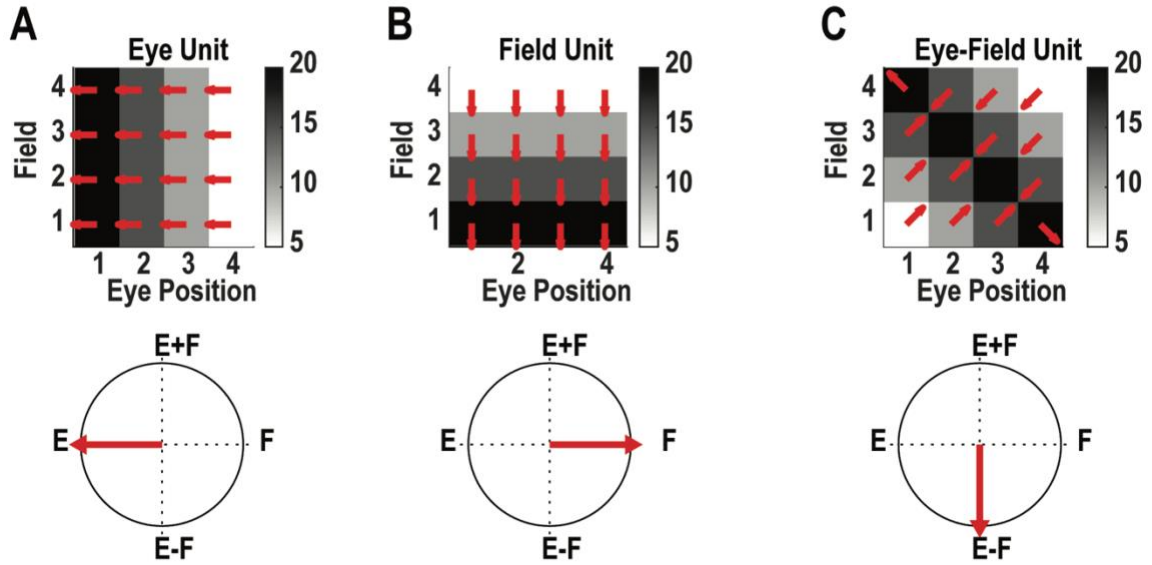 A
Eye Unit
4
3
2
1
Field
1 2 3 4
Eye Position
20
15
10
5
E+F
E
F
E-F
B
Field Unit
4
3
2
1
Field
2 4
Eye Position
20
15
10
5
E+F
E
F
E-F
C
Eye-Field Unit
4
3
2
1
Field
1 2 3 4
Eye Position
20
15
10
5
E+F
E
F
E-F